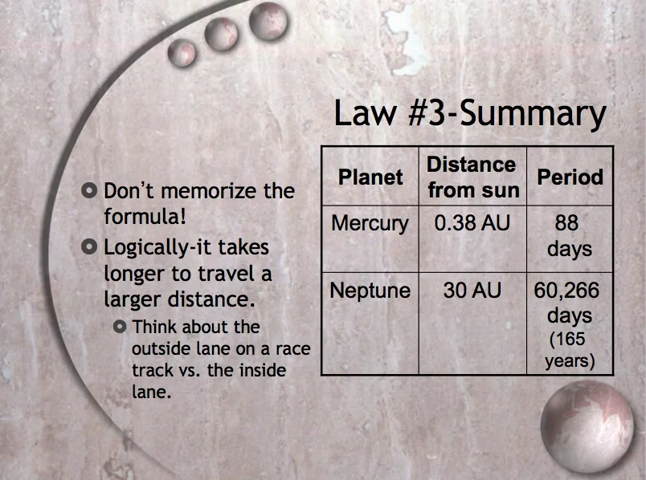 Law #3-Summary
Don't memorize the
formula!
Logically-it takes
longer to travel a
larger distance.
Think about the
outside lane on a race
track vs. the inside
lane.
Planet Distance from sun Period
Mercury 0.38 AU 88 days
Neptune 30 AU 60,266 days (165 years)